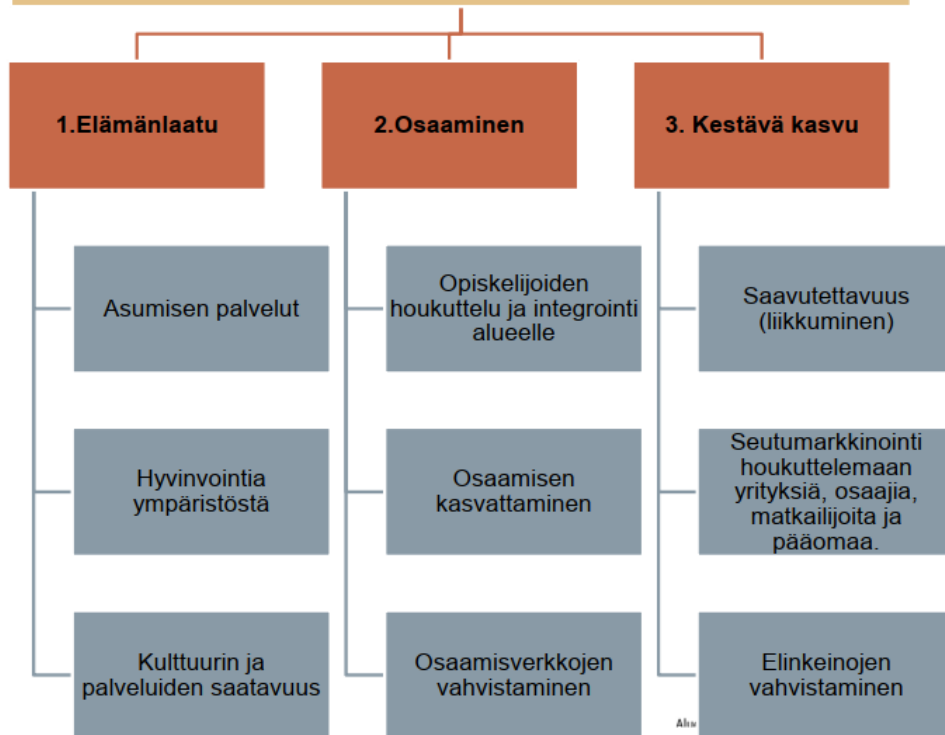 1.Elämänlaatu
Asumisen palvelut
Hyvinvointia
ympäristöstä
Kulttuurin ja
palveluiden saatavuus
2.Osaaminen
Opiskelijoiden
houkuttelu ja integrointi
alueelle
Osaamisen
kasvattaminen
Osaamisverkkojen
vahvistaminen
3. Kestävä kasvu
Saavutettavuus
(liikkuminen)
Seutumarkkinointi
houkuttelemaan
yrityksiä, osaajia,
matkailijoita ja
pääomaa.
Elinkeinojen
vahvistaminen